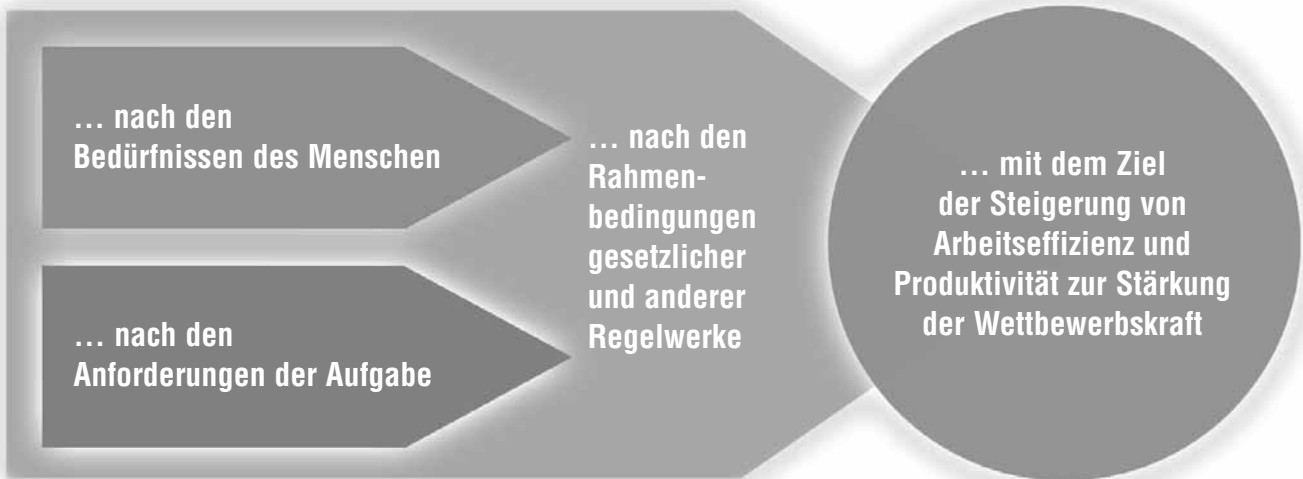 … nach den
Bedürfnissen des Menschen
… nach den
Anforderungen der Aufgabe
… nach den
Rahmen-
bedingungen
gesetzlicher
und anderer
Regelwerke
… mit dem Ziel
der Steigerung von
Arbeitseffizienz und
Produktivität zur Stärkung
der Wettbewerbskraft